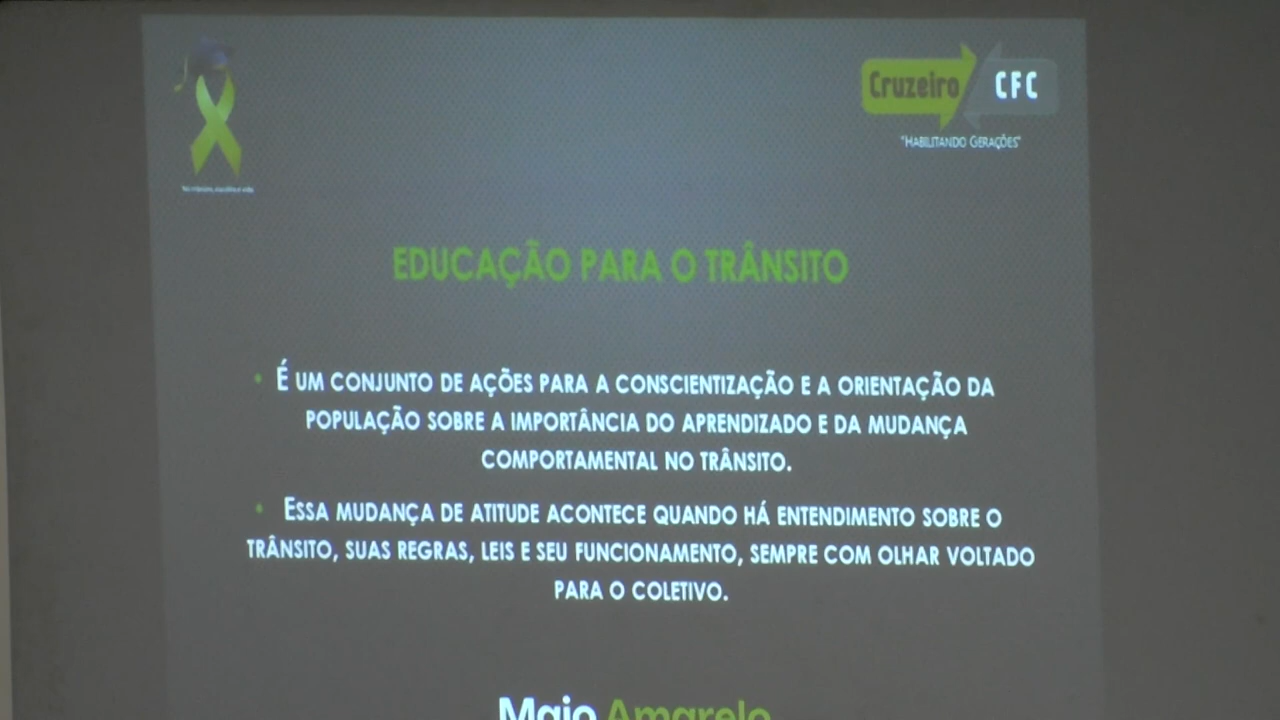 Cruzeiro CFC
"HABILITANDO GERAÇÕES"
EDUCAÇÃO PARA O TRÂNSITO
• É UM CONJUNTO DE AÇÕES PARA A CONSCIENTIZAÇÃO E A ORIENTAÇÃO DA
POPULAÇÃO SOBRE A IMPORTÂNCIA DO APRENDIZADO E DA MUDANÇA
COMPORTAMENTAL NO TRÂNSITO.
• ESSA MUDANÇA DE ATITUDE ACONTECE QUANDO HÁ ENTENDIMENTO SOBRE O
TRÂNSITO, SUAS REGRAS, LEIS E SEU FUNCIONAMENTO, SEMPRE COM OLHAR VOLTADO
PARA O COLETIVO.
Maio Amarelo